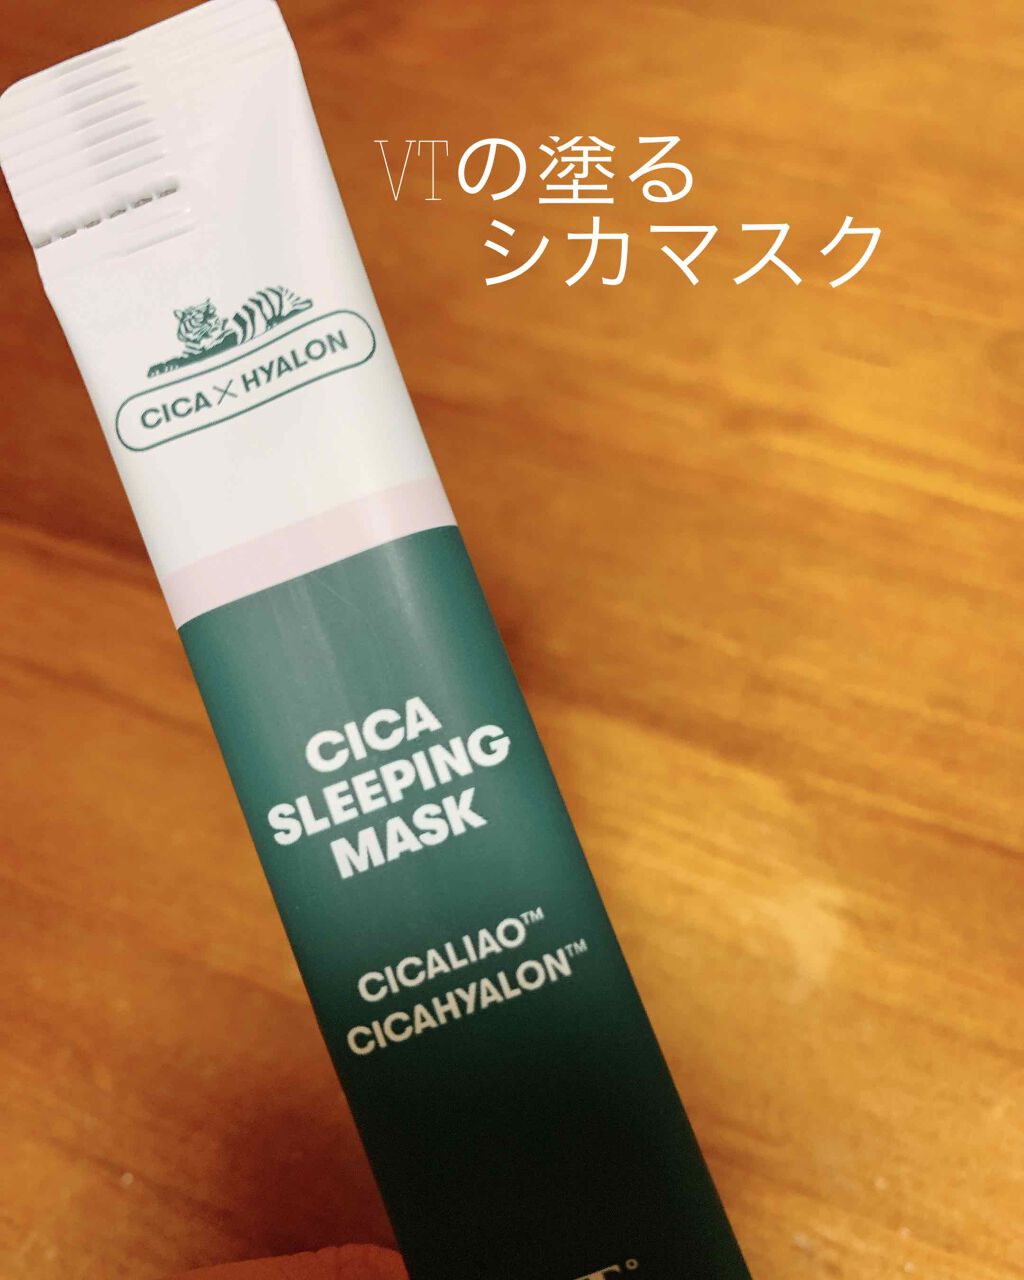 VTの塗る
シカマスク
CICA×HYALON
CICA
SLEEPING
MASK
CICALIAO™
CICAHYALON™